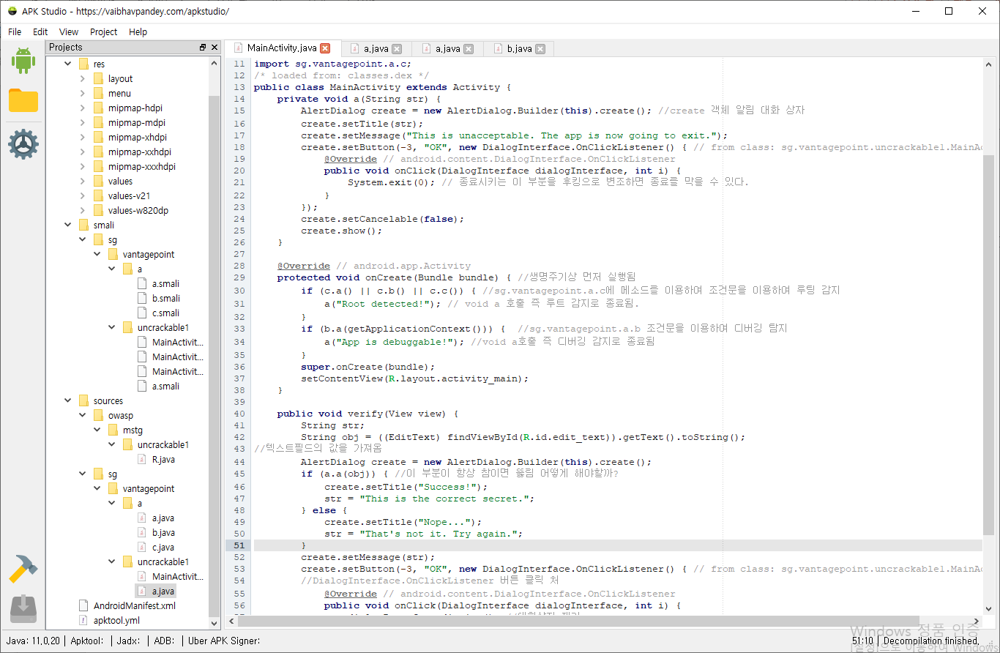 APK Studio - https://vaibhavpandey.com/apkstudio/
File Edit View Project Help
Projects
res
layout
menu
mipmap-hdpi
mipmap-mdpi
mipmap-xhdpi
mipmap-xxhdpi
mipmap-xxxhdpi
values
values-v21
values-w820dp
smali
sg
vantagepoint
a
a.smali
b.smali
c.smali
uncrackable1
MainActivit...
MainActivit...
MainActivit...
a.smali
sources
owasp
mstg
uncrackable1
R.java
sg
vantagepoint
a
a.java
b.java
c.java
uncrackable1
MainActivit...
a.java
AndroidManifest.xml
apktool.yml
MainActivity.java a.java a.java b.java
11 import sg.vantagepoint.a.c;
12 /* loaded from: classes.dex */
13 public class MainActivity extends Activity {
14 private void a(String str) {
15 AlertDialog create = new AlertDialog.Builder(this).create(); //create 객체 알림 대화 상자
16 create.setTitle(str);
17 create.setMessage("This is unacceptable. The app is now going to exit.");
18 create.setButton(-3, "OK", new DialogInterface.OnClickListener() { // from class: sg.vantagepoint.uncrackable1.MainAc
19 @Override // android.content.DialogInterface.OnClickListener
20 public void onClick(DialogInterface dialogInterface, int i) {
21 System.exit(0); // 종료시키는 이 부분을 후킹으로 변조하면 종료를 막을 수 있다.
22 }
23 });
24 create.setCancelable(false);
25 create.show();
26 }
27
28 @Override // android.app.Activity
29 protected void onCreate(Bundle bundle) { //생명주기상 먼저 실행됨
30 if (c.a() || c.b() || c.c()) { //sg.vantagepoint.a.c에 메소드를 이용하여 조건문을 이용하여 루팅 감지
31 a("Root detected!"); // void a 호출 즉 루트 감지로 종료됨.
32 }
33 if (b.a(getApplicationContext())) { //sg.vantagepoint.a.b 조건문을 이용하여 디버깅 탐지
34 a("App is debuggable!"); //void a호출 즉 디버깅 감지로 종료됨
35 }
36 super.onCreate(bundle);
37 setContentView(R.layout.activity_main);
38 }
39
40 public void verify(View view) {
41 String str;
42 String obj = ((EditText) findViewById(R.id.edit_text)).getText().toString();
43 //텍스트필드의 값을 가져옴
44 AlertDialog create = new AlertDialog.Builder(this).create();
45 if (a.a(obj)) { //이 부분이 항상 참이면 뚫림 어떻게 해야할까?
46 create.setTitle("Success!");
47 str = "This is the correct secret.";
48 } else {
49 create.setTitle("Nope...");
50 str = "That's not it. Try again.";
51 }
52 create.setMessage(str);
53 create.setButton(-3, "OK", new DialogInterface.OnClickListener() { // from class: sg.vantagepoint.uncrackable1.MainAc
54 //DialogInterface.OnClickListener 버튼 클릭 처
55 @Override // android.content.DialogInterface.OnClickListener
56 public void onClick(DialogInterface dialogInterface, int i) {
Windows 정품 인증
Java: 11.0.20 Apktool: Jadx: ADB: Uber APK Signer: 51:10 Decompilation finished.